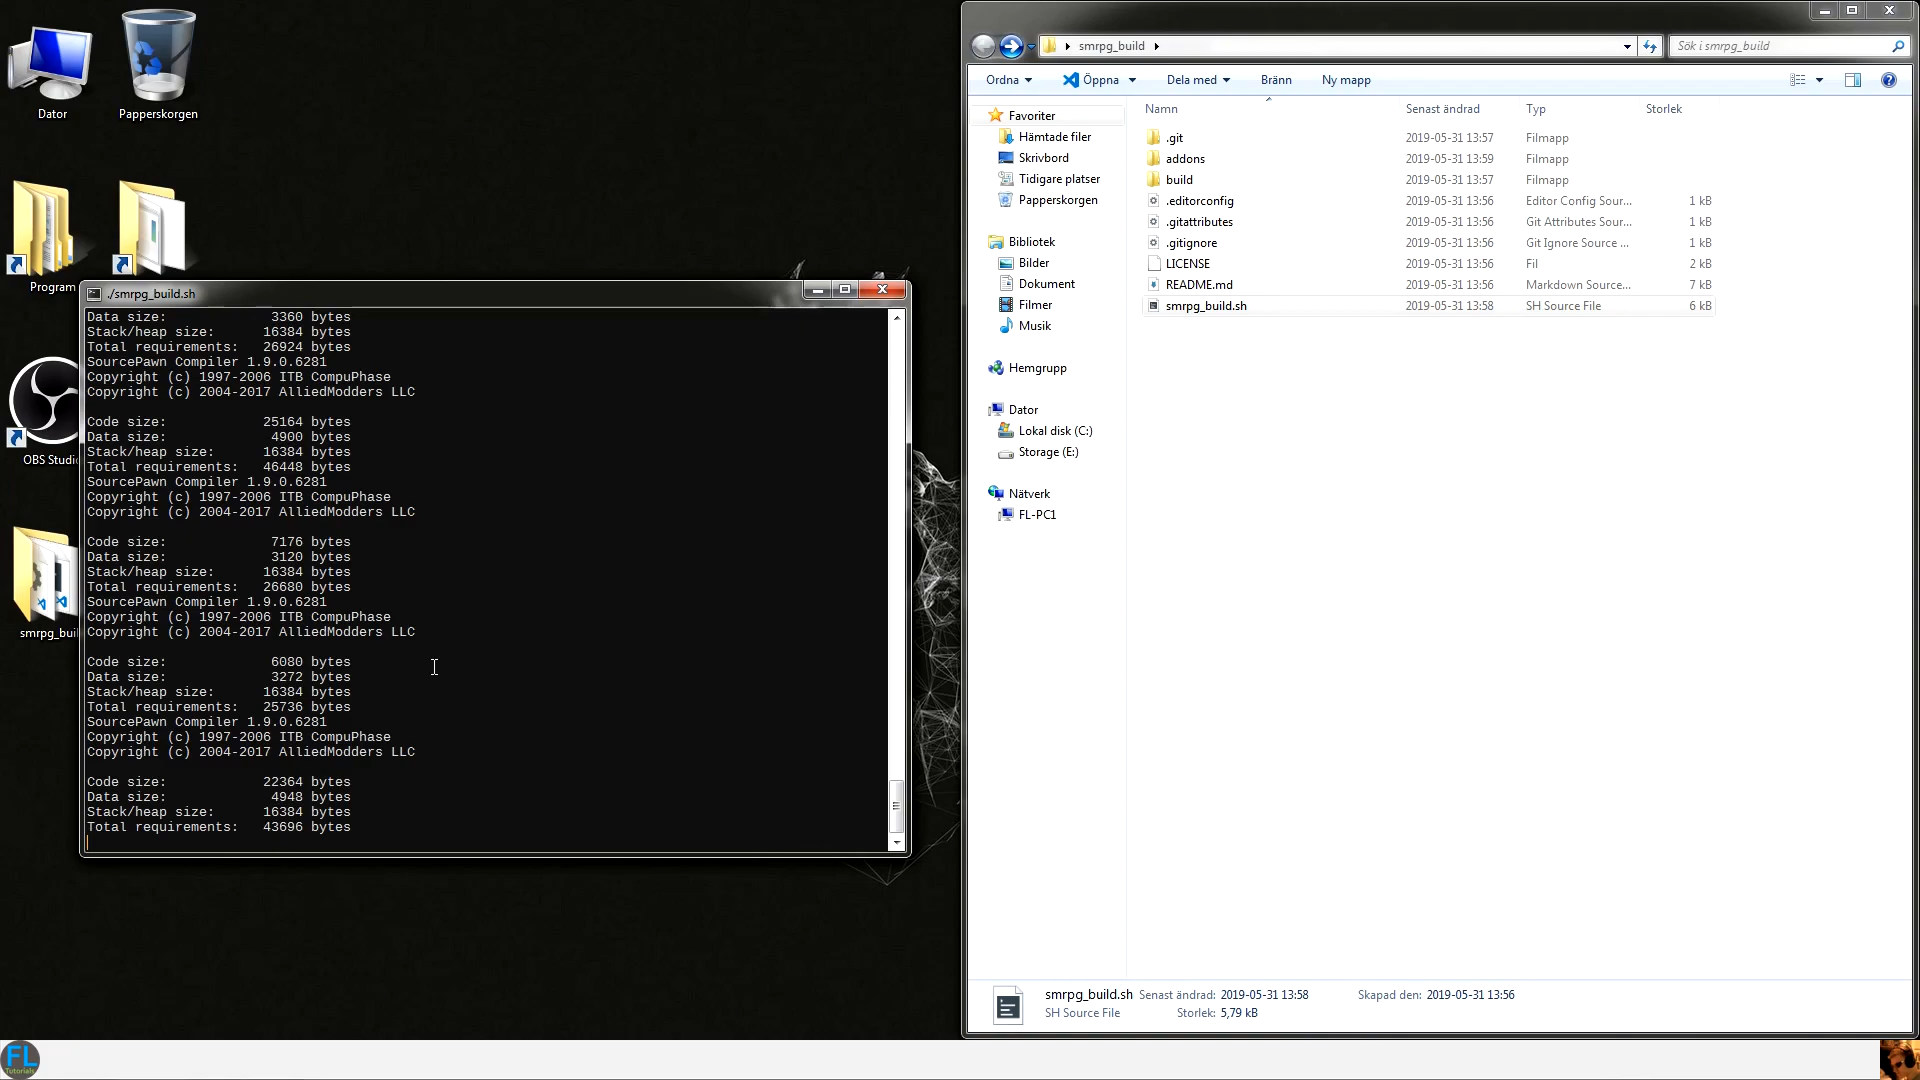 Dator
Papperskorgen
Program
OBS Studi
smrpg_buil
./smrpg_build.sh
Data size: 3360 bytes
Stack/heap size: 16384 bytes
Total requirements: 26924 bytes
SourcePawn Compiler 1.9.0.6281
Copyright (c) 1997-2006 ITB CompuPhase
Copyright (c) 2004-2017 AlliedModders LLC
Code size: 25164 bytes
Data size: 4900 bytes
Stack/heap size: 16384 bytes
Total requirements: 46448 bytes
SourcePawn Compiler 1.9.0.6281
Copyright (c) 1997-2006 ITB CompuPhase
Copyright (c) 2004-2017 AlliedModders LLC
Code size: 7176 bytes
Data size: 3120 bytes
Stack/heap size: 16384 bytes
Total requirements: 26680 bytes
SourcePawn Compiler 1.9.0.6281
Copyright (c) 1997-2006 ITB CompuPhase
Copyright (c) 2004-2017 AlliedModders LLC
Code size: 6080 bytes
Data size: 3272 bytes
Stack/heap size: 16384 bytes
Total requirements: 25736 bytes
SourcePawn Compiler 1.9.0.6281
Copyright (c) 1997-2006 ITB CompuPhase
Copyright (c) 2004-2017 AlliedModders LLC
Code size: 22364 bytes
Data size: 4948 bytes
Stack/heap size: 16384 bytes
Total requirements: 43696 bytes
smrpg_build
Sök i smrpg_build
Ordna Öppna Dela med Bränn Ny mapp
Favoriter
Hämtade filer
Skrivbord
Tidigare platser
Papperskorgen
Bibliotek
Bilder
Dokument
Filmer
Musik
Hemgrupp
Dator
Lokal disk (C:)
Storage (E:)
Nätverk
FL-PC1
Namn Senast ändrad Typ Storlek
.git 2019-05-31 13:57 Filmapp
addons 2019-05-31 13:59 Filmapp
build 2019-05-31 13:57 Filmapp
.editorconfig 2019-05-31 13:56 Editor Config Sour... 1 kB
.gitattributes 2019-05-31 13:56 Git Attributes Sour... 1 kB
.gitignore 2019-05-31 13:56 Git Ignore Source ... 1 kB
LICENSE 2019-05-31 13:56 Fil 2 kB
README.md 2019-05-31 13:56 Markdown Source... 7 kB
smrpg_build.sh 2019-05-31 13:58 SH Source File 6 kB
smrpg_build.sh Senast ändrad: 2019-05-31 13:58 Skapad den: 2019-05-31 13:56
SH Source File Storlek: 5,79 kB
FL
Tutorials